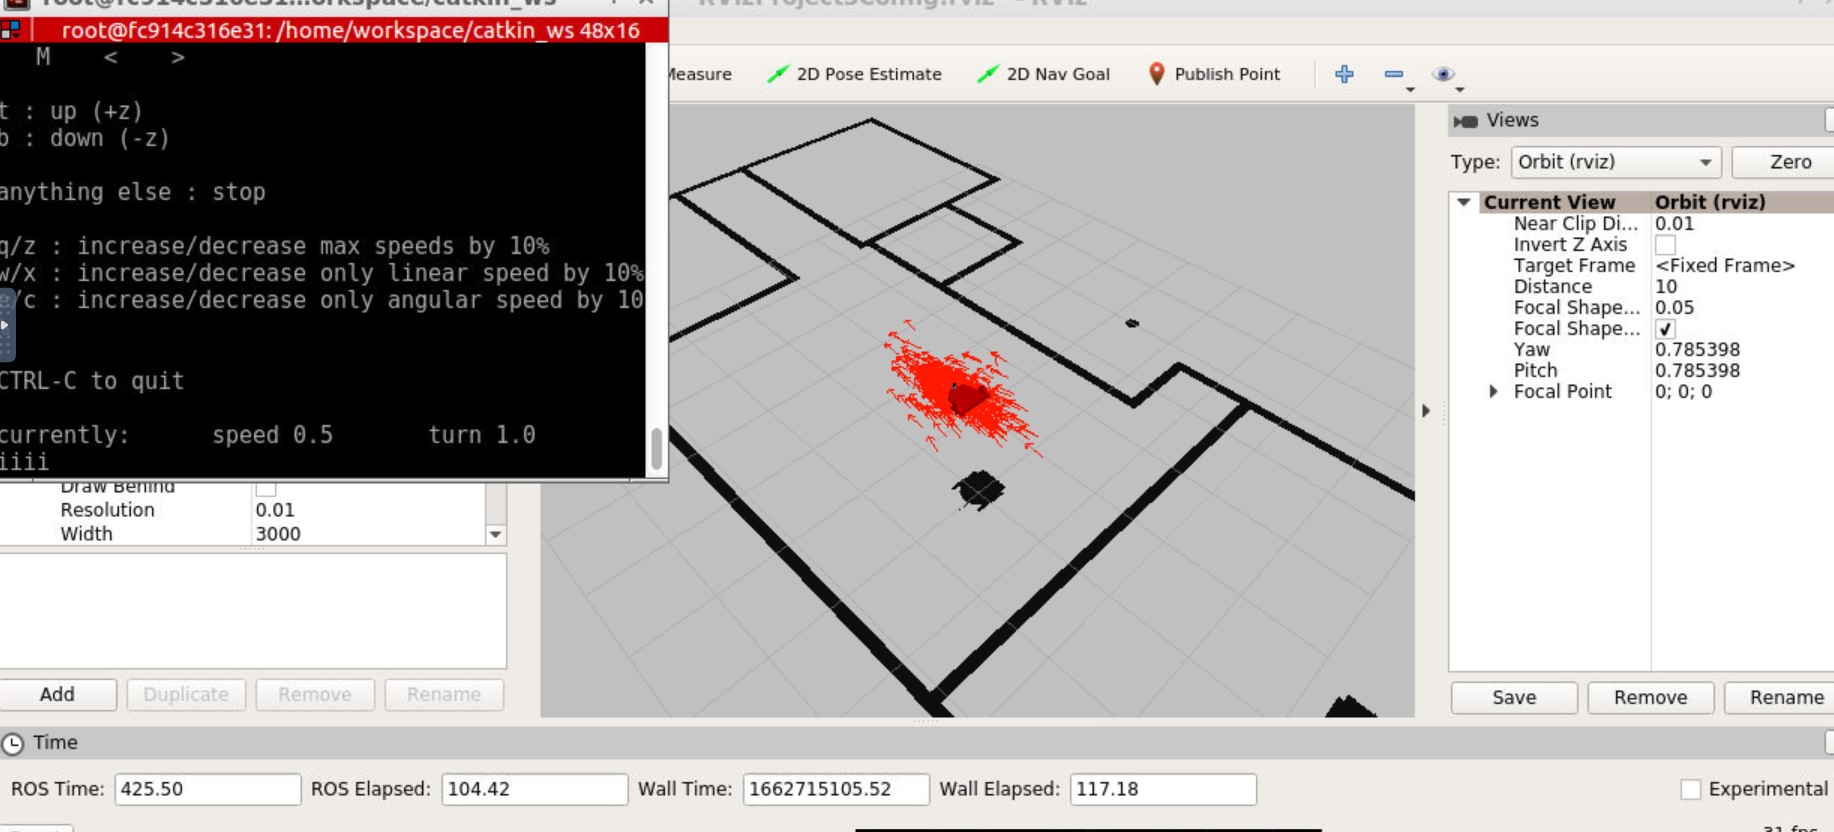 root@fc914c316e31: /home/workspace/catkin_ws 48x16
M < >
t : up (+z)
b : down (-z)
anything else : stop
q/z : increase/decrease max speeds by 10%
w/x : increase/decrease only linear speed by 10%
/c : increase/decrease only angular speed by 10
CTRL-C to quit
currently: speed 0.5 turn 1.0
iiii
Draw Behind
Resolution 0.01
Width 3000
Add Duplicate Remove Rename
Measure 2D Pose Estimate 2D Nav Goal Publish Point
Views
Type: Orbit (rviz) Zero
Current View Orbit (rviz)
Near Clip Di... 0.01
Invert Z Axis
Target Frame <Fixed Frame>
Distance 10
Focal Shape... 0.05
Focal Shape... ✓
Yaw 0.785398
Pitch 0.785398
Focal Point 0; 0; 0
Save Remove Rename
Time
ROS Time: 425.50 ROS Elapsed: 104.42 Wall Time: 1662715105.52 Wall Elapsed: 117.18 Experimental
31 fps